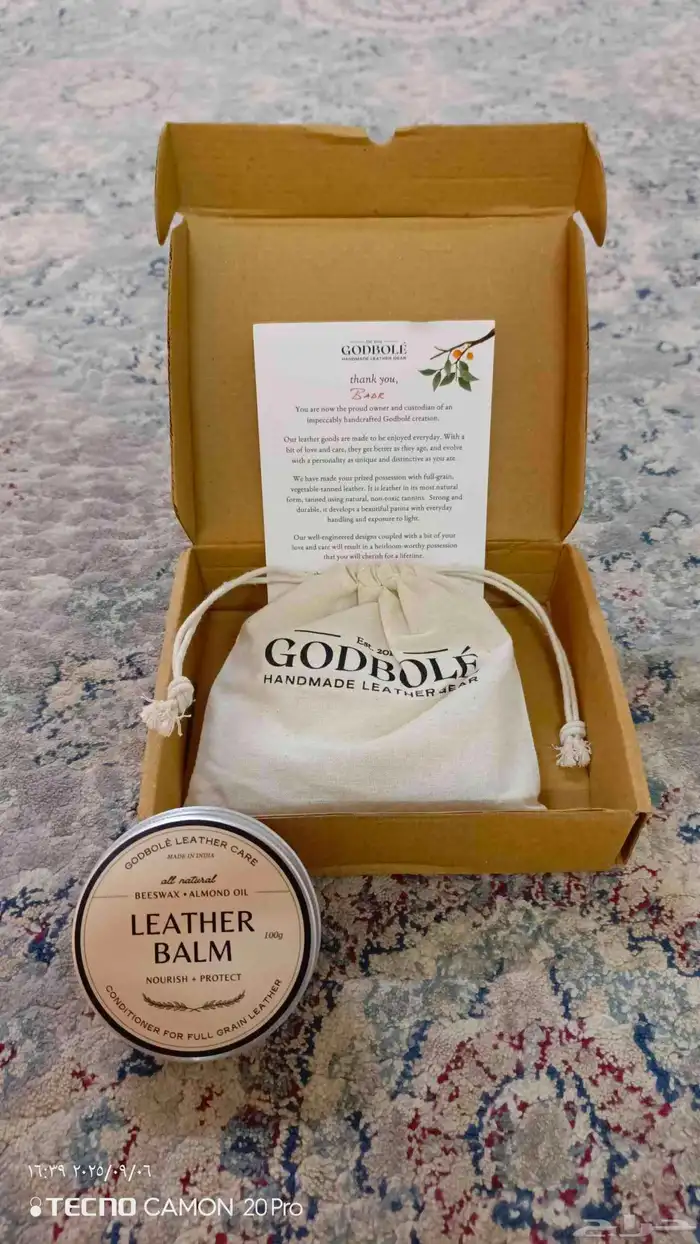 GODBOLÉ
HANDMADE LEATHER GEAR
thank you,
BADR
You are now the proud owner and custodian of an
impeccably handcrafted Godbolé creation.
Our leather goods are made to be enjoyed everyday. With a
bit of love and care, they get better as they age, and evolve
with a personality as unique and distinctive as you are.
We have made your prized possession with full-grain,
vegetable-tanned leather. It is leather in its most natural
form, tanned using natural, non-toxic tannins. Strong and
durable, it develops a beautiful patina with everyday
handling and exposure to light.
Our well-engineered designs coupled with a bit of your
love and care will result in a heirloom-worthy possession
that you will cherish for a lifetime.
Est. 20
GODBOLÉ
HANDMADE LEATHER GEAR
GODBOLÉ LEATHER CARE
MADE IN INDIA
all natural
BEESWAX • ALMOND OIL
LEATHER
BALM
100g
NOURISH + PROTECT
CONDITIONER FOR FULL GRAIN LEATHER
١٦:٣٩ ٢٠٢٥/٠٩/٠٦
TECNO CAMON 20 Pro
حراج